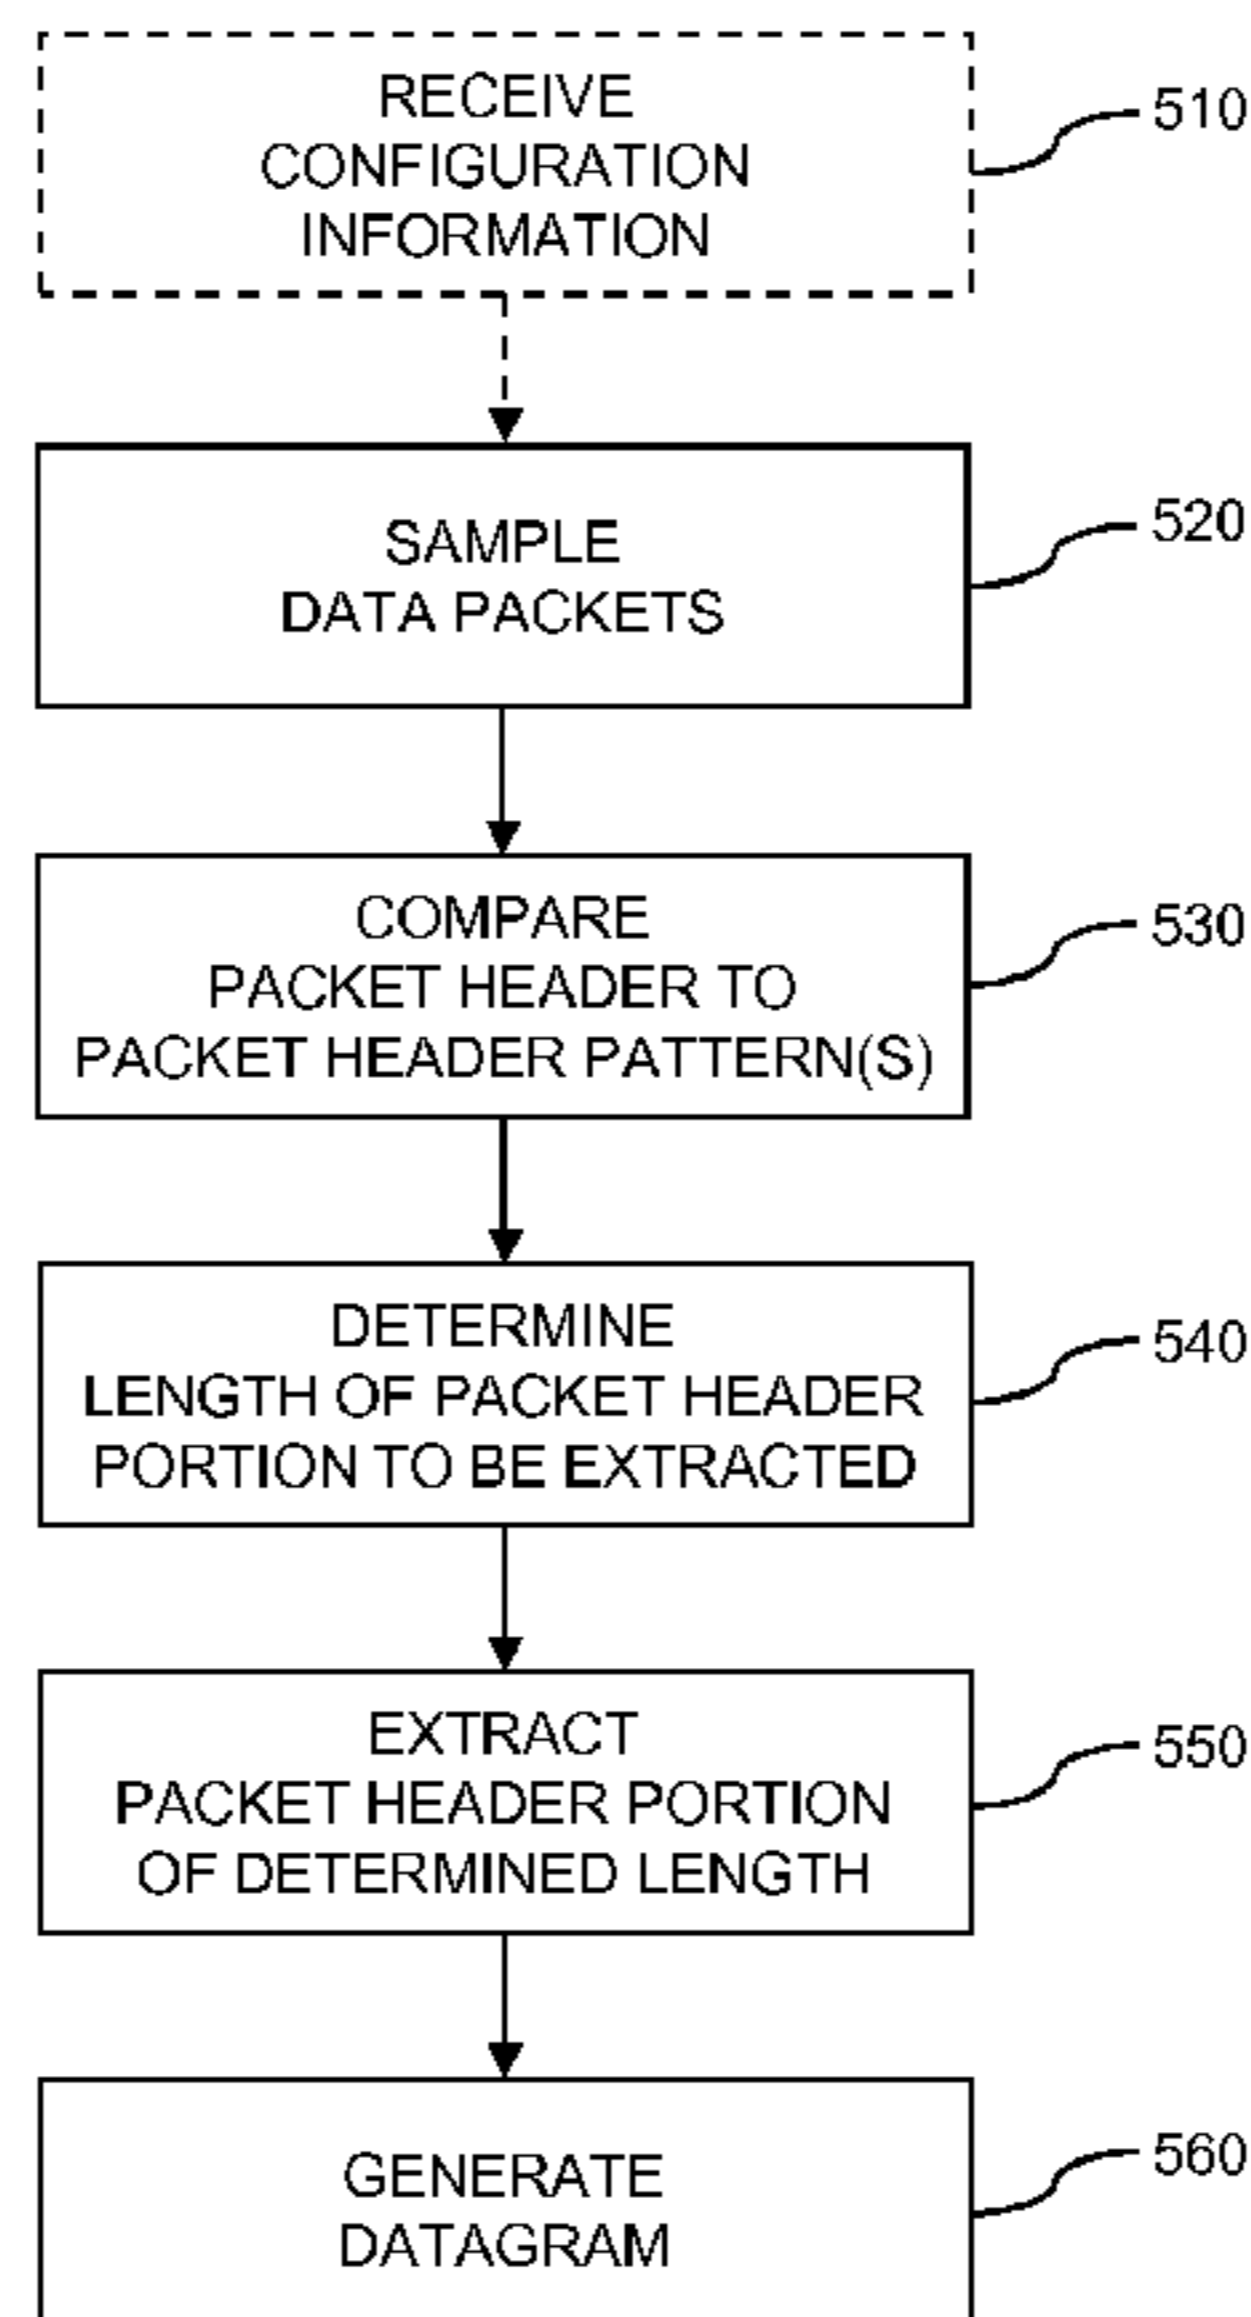 RECEIVE
CONFIGURATION
INFORMATION
510
SAMPLE
DATA PACKETS
520
COMPARE
PACKET HEADER TO
PACKET HEADER PATTERN(S)
530
DETERMINE
LENGTH OF PACKET HEADER
PORTION TO BE EXTRACTED
540
EXTRACT
PACKET HEADER PORTION
OF DETERMINED LENGTH
550
GENERATE
DATAGRAM
560